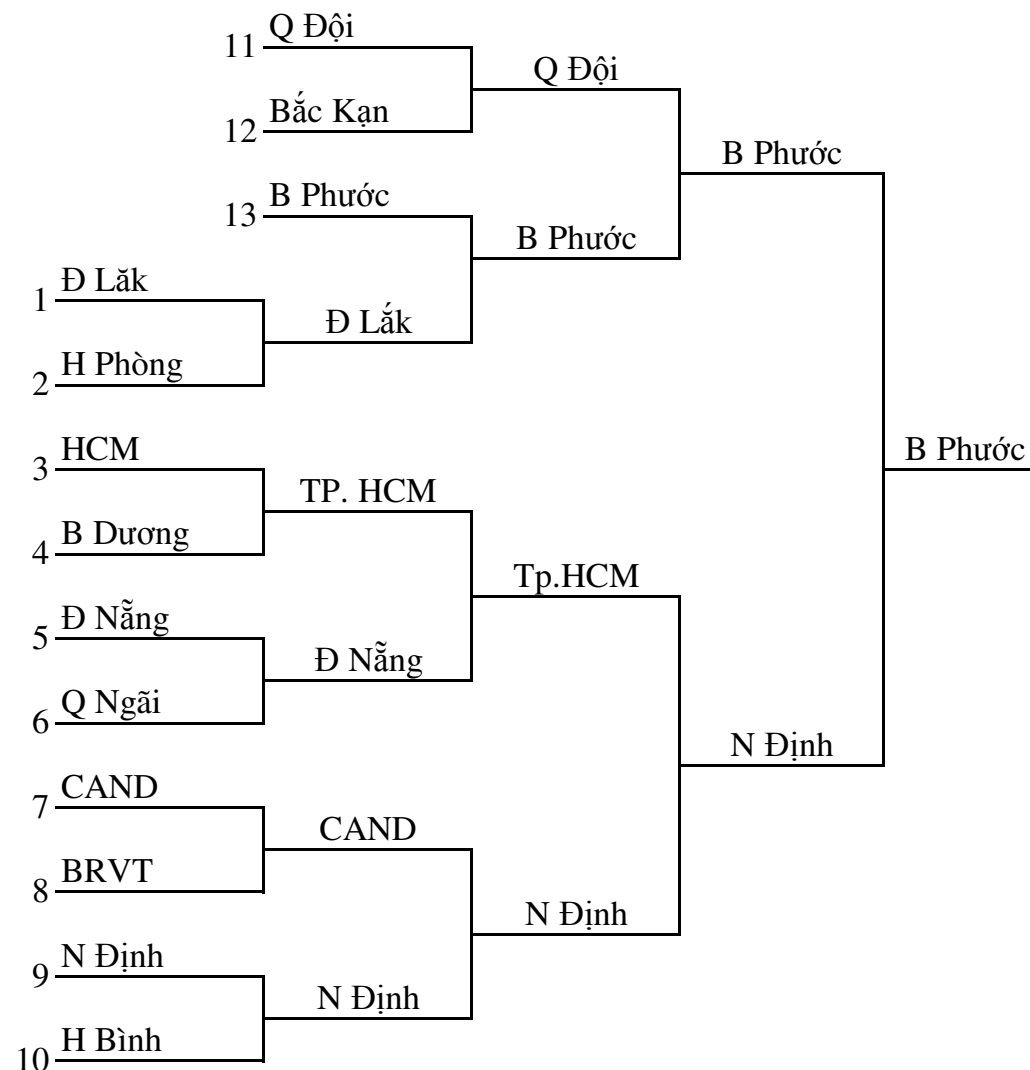 11 Q Đội
Q Đội
12 Bắc Kạn
B Phước
13 B Phước
B Phước
1 Đ Lăk
Đ Lắk
2 H Phòng
3 HCM
B Phước
TP. HCM
4 B Dương
Tp.HCM
5 Đ Nẵng
Đ Nẵng
6 Q Ngãi
N Định
7 CAND
CAND
8 BRVT
N Định
9 N Định
N Định
10 H Bình